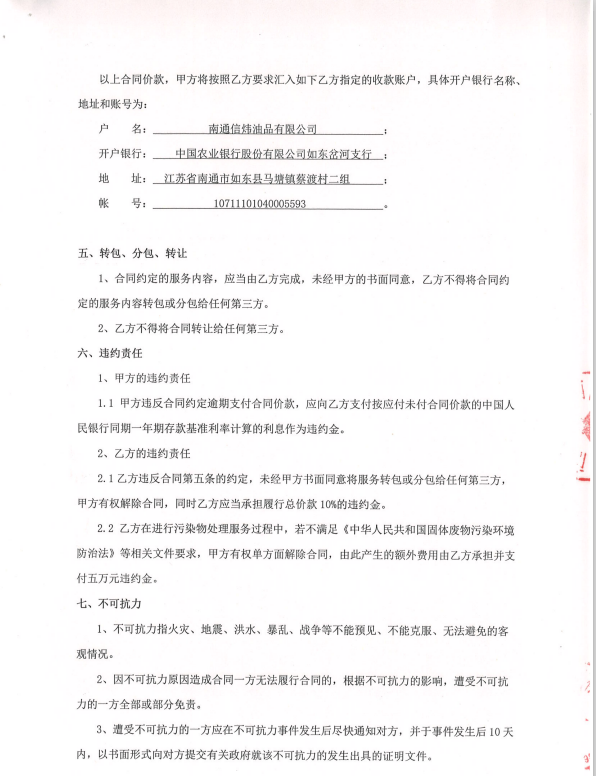 以上合同价款，甲方将按照乙方要求汇入如下乙方指定的收款账户，具体开户银行名称、
地址和账号为：
户 名： 南通信炜油品有限公司 ；
开户银行： 中国农业银行股份有限公司如东岔河支行 ；
地 址： 江苏省南通市如东县马塘镇蔡渡村二组 ；
帐 号： 10711101040005593 。
五、转包、分包、转让
1、合同约定的服务内容，应当由乙方完成，未经甲方的书面同意，乙方不得将合同约
定的服务内容转包或分包给任何第三方。
2、乙方不得将合同转让给任何第三方。
六、违约责任
1、甲方的违约责任
1.1 甲方违反合同约定逾期支付合同价款，应向乙方支付按应付未付合同价款的中国人
民银行同期一年期存款基准利率计算的利息作为违约金。
2、乙方的违约责任
2.1乙方违反合同第五条的约定，未经甲方书面同意将服务转包或分包给任何第三方，
甲方有权解除合同，同时乙方应当承担履行总价款 10%的违约金。
2.2 乙方在进行污染物处理服务过程中，若不满足《中华人民共和国固体废物污染环境
防治法》等相关文件要求，甲方有权单方面解除合同，由此产生的额外费用由乙方承担并支
付五万元违约金。
七、不可抗力
1、不可抗力指火灾、地震、洪水、暴乱、战争等不能预见、不能克服、无法避免的客
观情况。
2、因不可抗力原因造成合同一方无法履行合同的，根据不可抗力的影响，遭受不可抗
力的一方全部或部分免责。
3、遭受不可抗力的一方应在不可抗力事件发生后尽快通知对方，并于事件发生后 10 天
内，以书面形式向对方提交有关政府就该不可抗力的发生出具的证明文件。